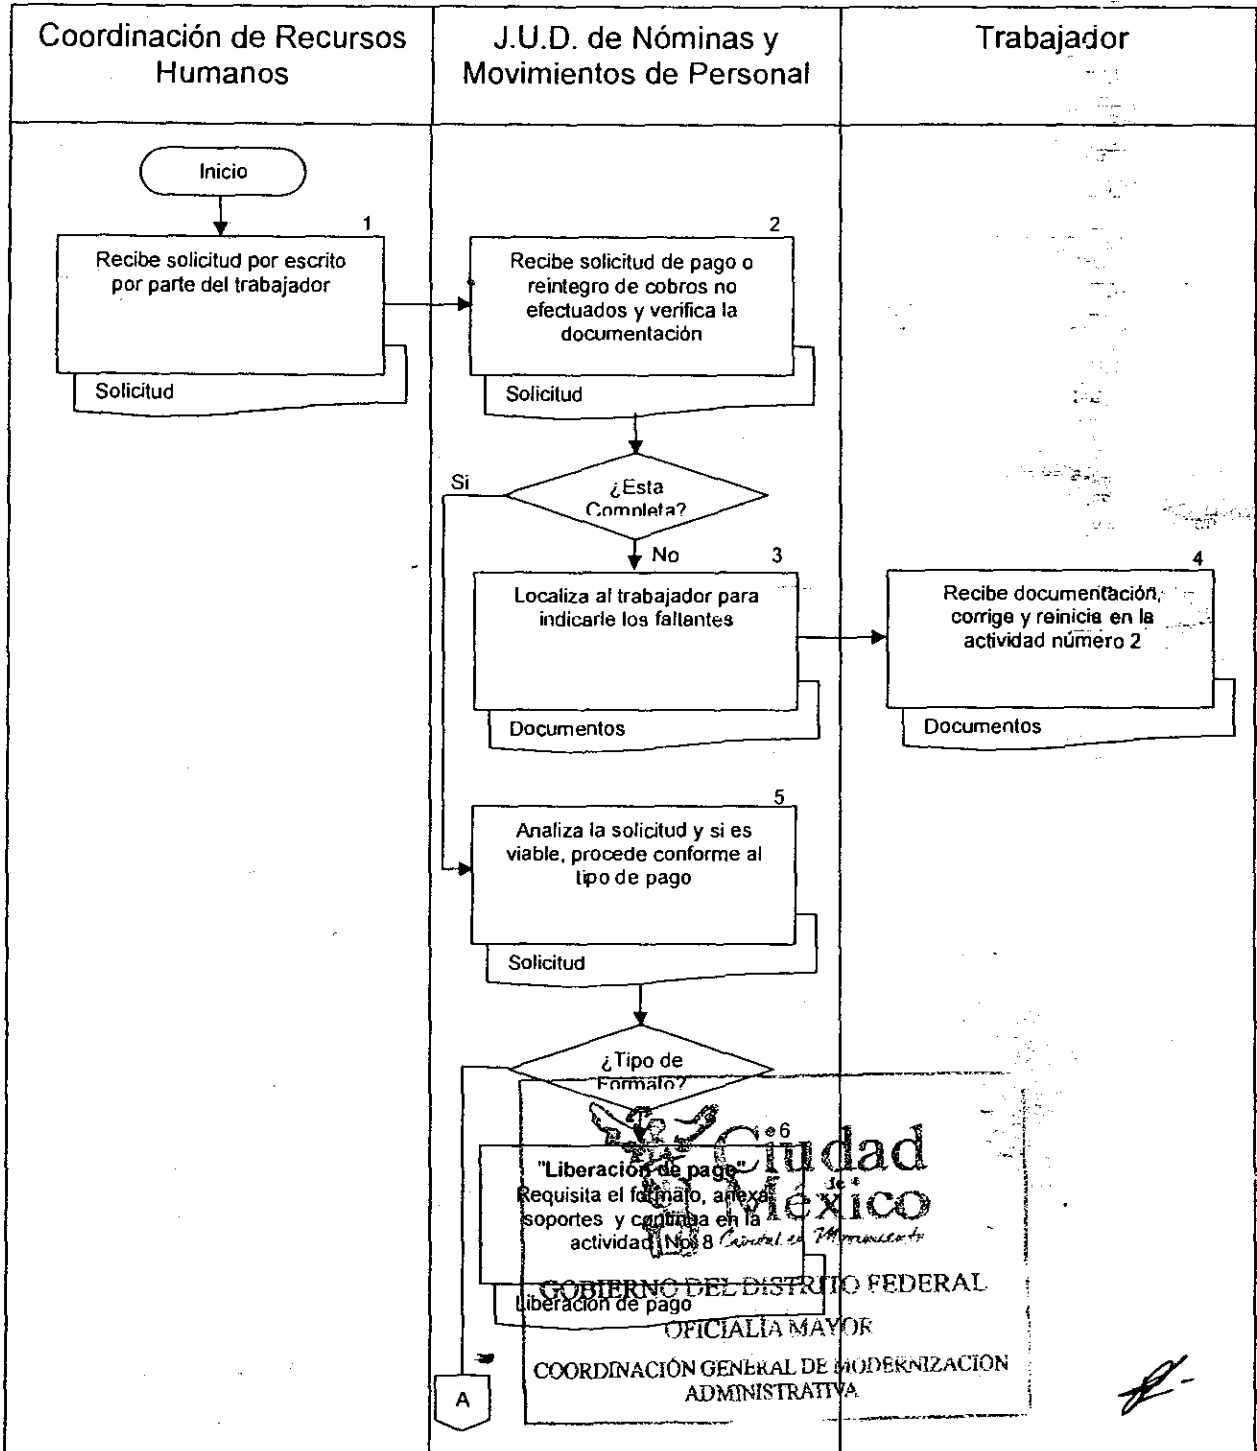 Coordinación de Recursos
Humanos
J.U.D. de Nóminas y
Movimientos de Personal
Trabajador
Inicio
1
Recibe solicitud por escrito
por parte del trabajador
Solicitud
2
Recibe solicitud de pago o
reintegro de cobros no
efectuados y verifica la
documentación
Solicitud
¿Esta
Completa?
Si
No
3
Localiza al trabajador para
indicarle los faltantes
Documentos
4
Recibe documentación,
corrige y reinicia en la
actividad número 2
Documentos
5
Analiza la solicitud y si es
viable, procede conforme al
tipo de pago
Solicitud
¿Tipo de
Formato?
6
"Liberación de pago"
Requisita el formato, anexa
soportes y continua en la
actividad No. 8
Liberación de pago
A
Ciudad
de
México
Capital en Movimiento
GOBIERNO DEL DISTRITO FEDERAL
OFICIALÍA MAYOR
COORDINACIÓN GENERAL DE MODERNIZACIÓN
ADMINISTRATIVA